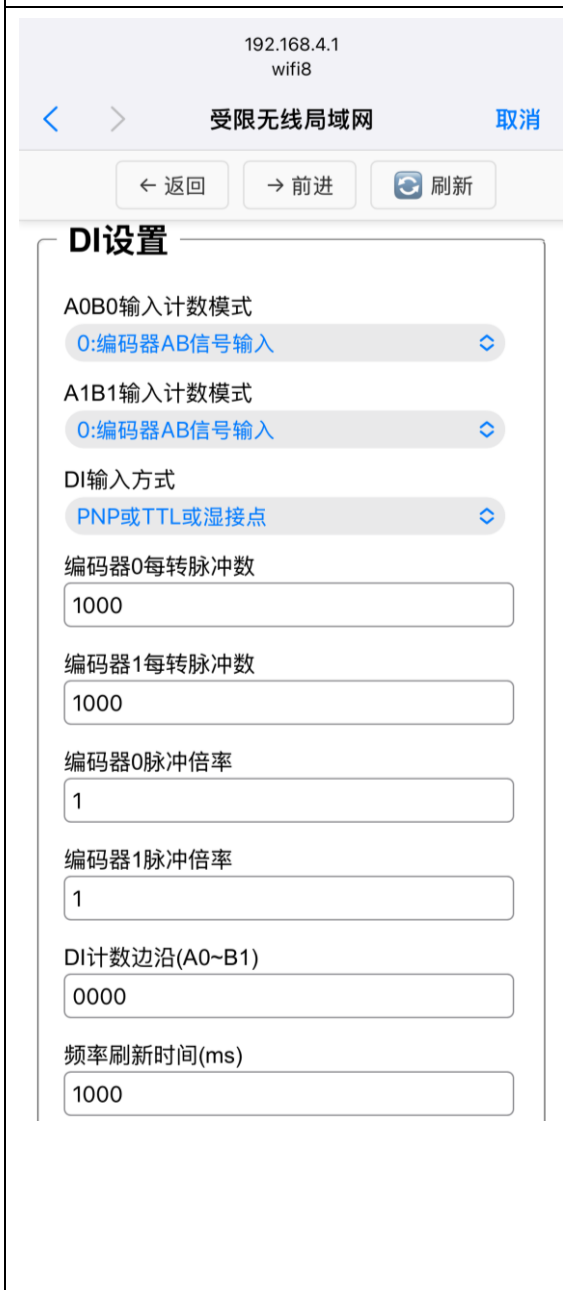 192.168.4.1
wifi8
受限无线局域网
取消
← 返回
→ 前进
刷新
DI设置
A0B0输入计数模式
0:编码器AB信号输入
A1B1输入计数模式
0:编码器AB信号输入
DI输入方式
PNP或TTL或湿接点
编码器0每转脉冲数
1000
编码器1每转脉冲数
1000
编码器0脉冲倍率
1
编码器1脉冲倍率
1
DI计数边沿(A0~B1)
0000
频率刷新时间(ms)
1000